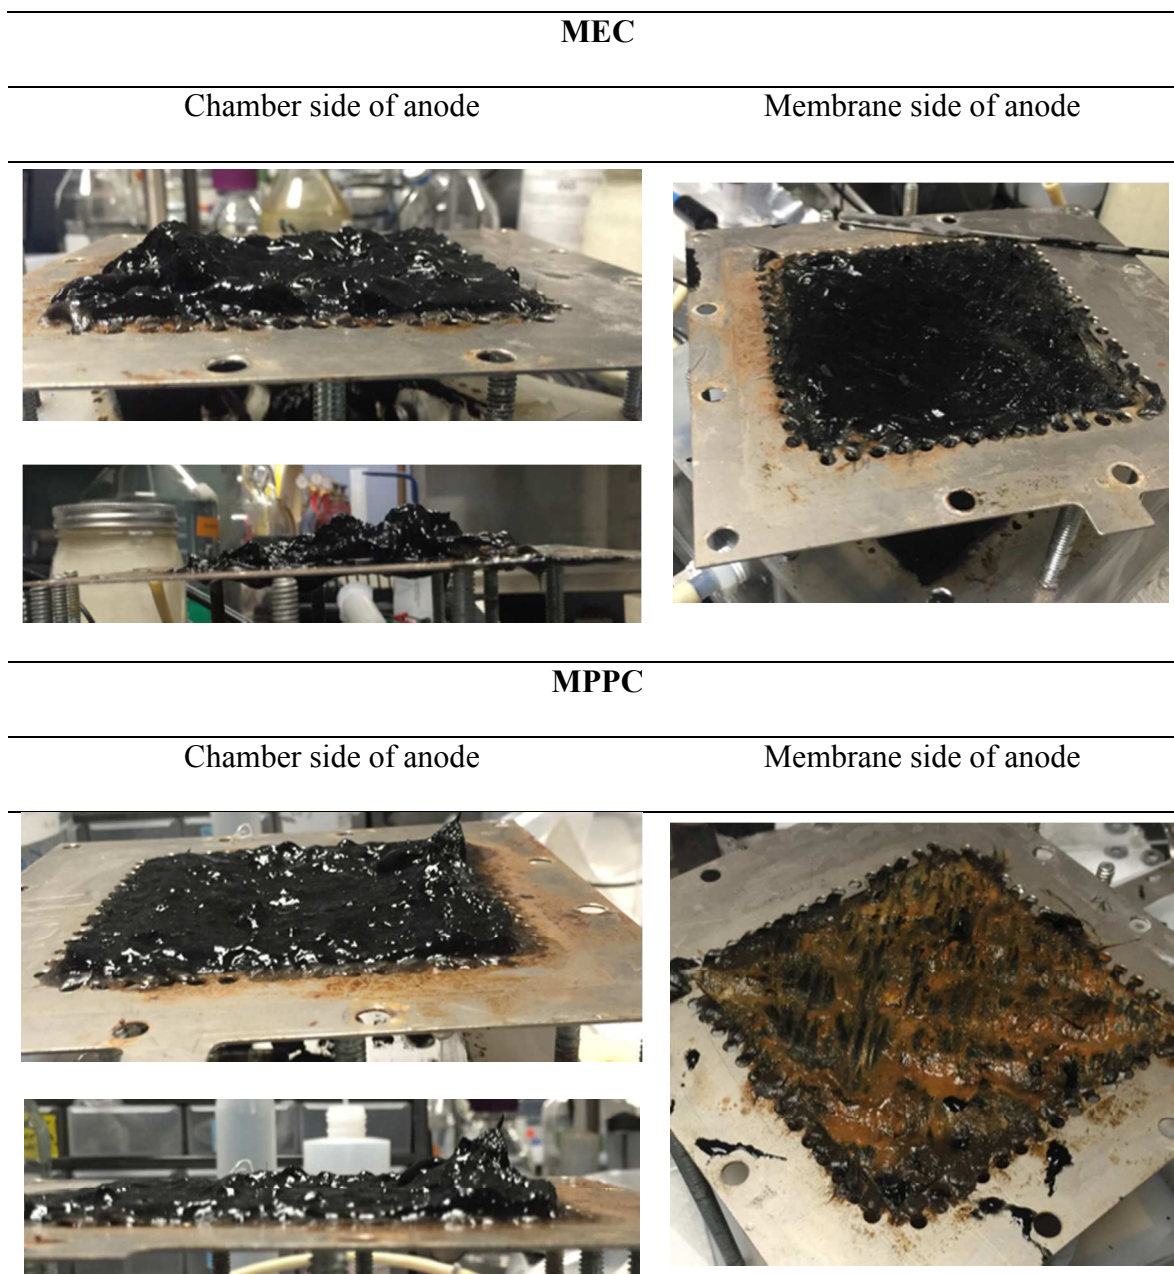 MEC
Chamber side of anode Membrane side of anode
MPPC
Chamber side of anode Membrane side of anode